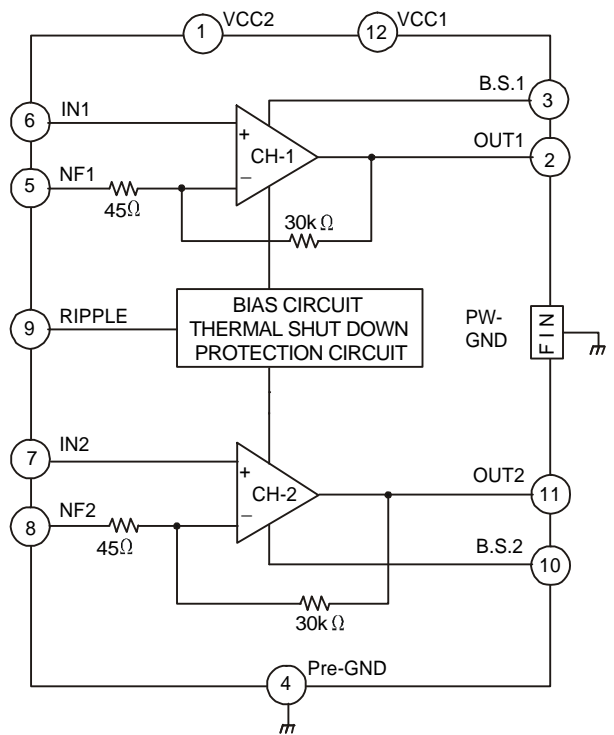 1 VCC2
12 VCC1
B.S.1
3
6 IN1
+
CH-1
OUT1
2
5 NF1
−
45Ω
30k Ω
9 RIPPLE
BIAS CIRCUIT
THERMAL SHUT DOWN
PROTECTION CIRCUIT
PW-
GND
FIN
7 IN2
+
CH-2
OUT2
11
8 NF2
−
45Ω
B.S.2
10
30k Ω
4 Pre-GND